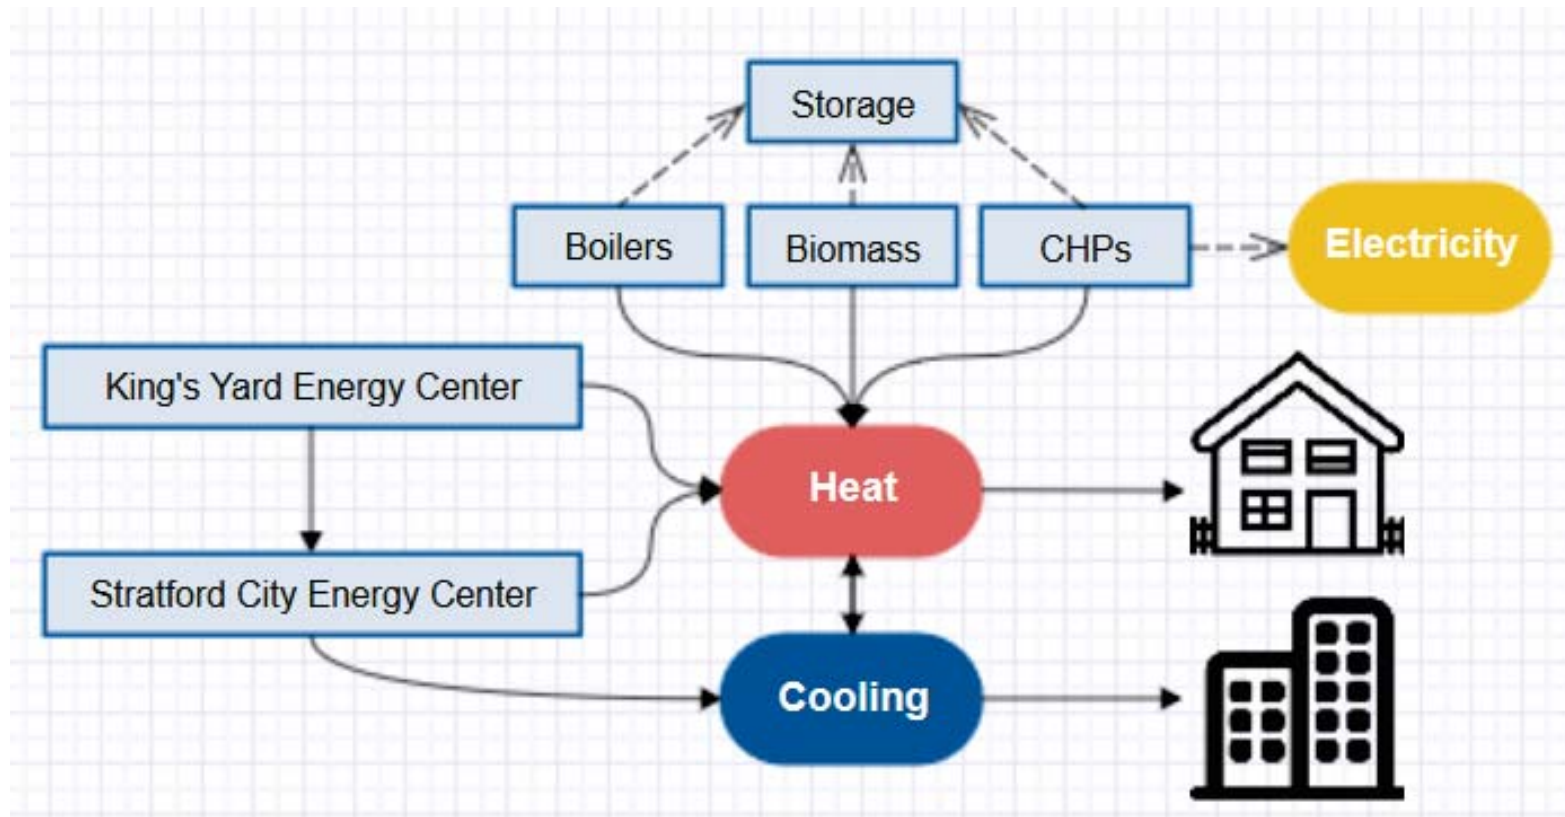 Storage
Boilers
Biomass
CHPs
Electricity
King's Yard Energy Center
Heat
Stratford City Energy Center
Cooling